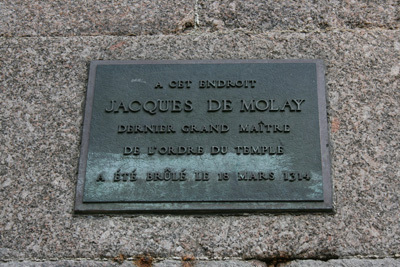 A CET ENDROIT
JACQUES DE MOLAY
DERNIER GRAND MAÎTRE
DE L'ORDRE DU TEMPLE
A ÉTÉ BRÛLÉ LE 18 MARS 1314